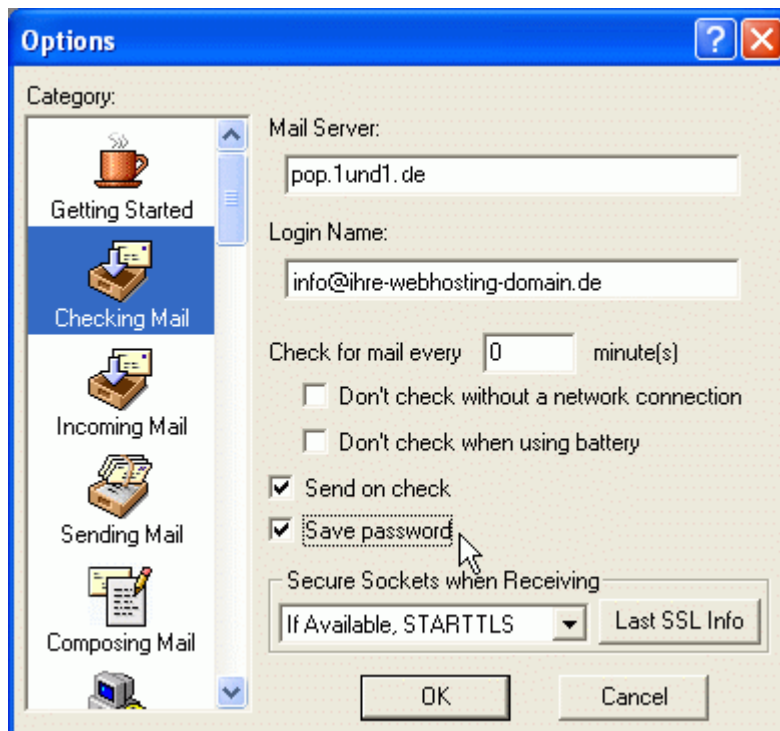 Options
Category:
Getting Started
Checking Mail
Incoming Mail
Sending Mail
Composing Mail
Mail Server:
pop.1und1.de
Login Name:
info@ihre-webhosting-domain.de
Check for mail every 0 minute(s)
Don't check without a network connection
Don't check when using battery
Send on check
Save password
Secure Sockets when Receiving
If Available, STARTTLS
Last SSL Info
OK
Cancel